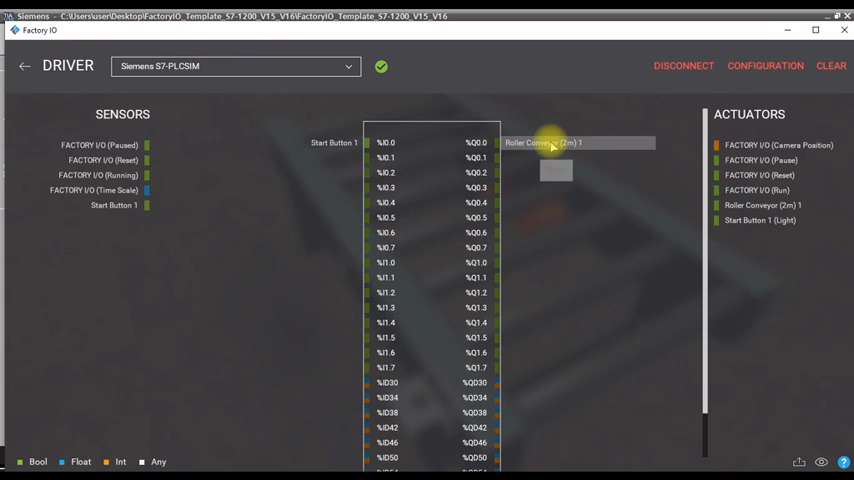 Siemens - C:\Users\user\Desktop\FactoryIO_Template_S7-1200_V15_V16\FactoryIO_Template_S7-1200_V15_V16
Factory IO
← DRIVER Siemens S7-PLCSIM DISCONNECT CONFIGURATION CLEAR
SENSORS ACTUATORS
FACTORY I/O (Paused) Start Button 1 %I0.0 %Q0.0 Roller Conveyor (2m) 1 FACTORY I/O (Camera Position)
FACTORY I/O (Reset) %I0.1 %Q0.1 FACTORY I/O (Pause)
FACTORY I/O (Running) %I0.2 %Q0.2 FACTORY I/O (Reset)
FACTORY I/O (Time Scale) %I0.3 %Q0.3 FACTORY I/O (Run)
Start Button 1 %I0.4 %Q0.4 Roller Conveyor (2m) 1
%I0.5 %Q0.5 Start Button 1 (Light)
%I0.6 %Q0.6
%I0.7 %Q0.7
%I1.0 %Q1.0
%I1.1 %Q1.1
%I1.2 %Q1.2
%I1.3 %Q1.3
%I1.4 %Q1.4
%I1.5 %Q1.5
%I1.6 %Q1.6
%I1.7 %Q1.7
%ID30 %QD30
%ID34 %QD34
%ID38 %QD38
%ID42 %QD42
%ID46 %QD46
%ID50 %QD50
Bool Float Int Any ?